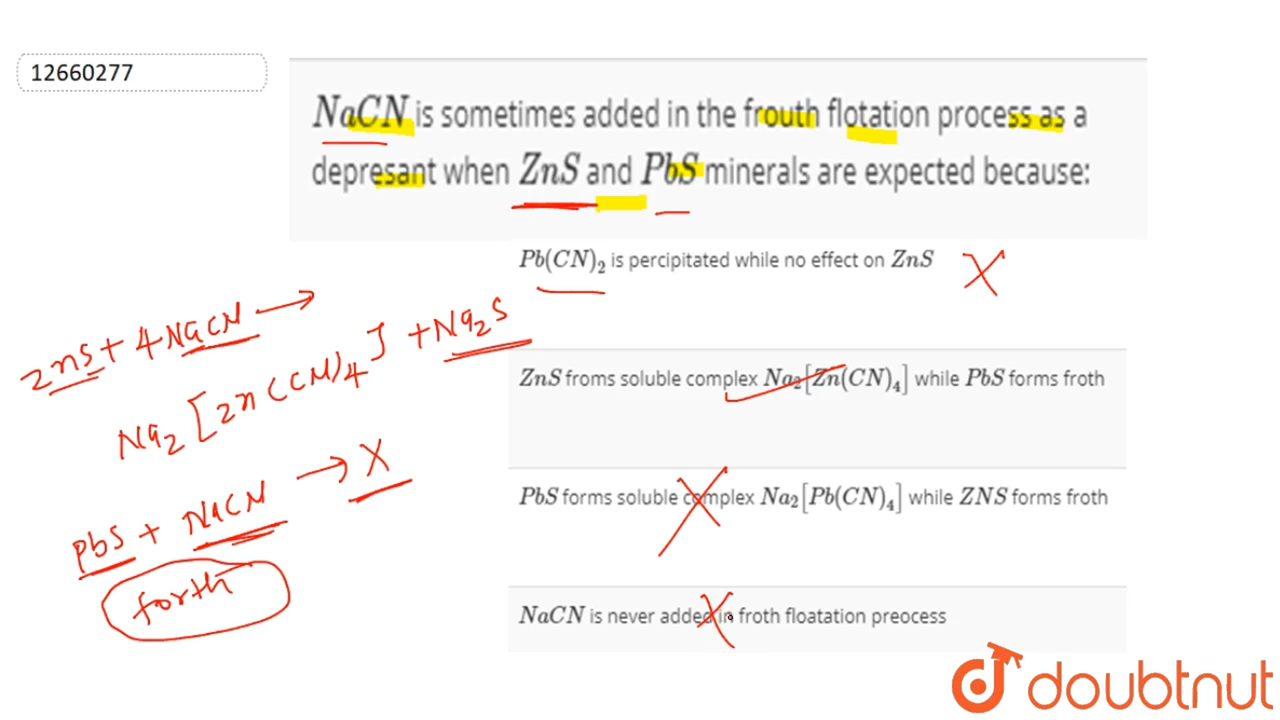 12660277
NaCN is sometimes added in the frouth flotation process as a
depresant when ZnS and PbS minerals are expected because:
Pb(CN)₂ is percipitated while no effect on ZnS
X
ZnS + 4NaCN →
Na₂[Zn(CN)₄] + Na₂S
ZnS froms soluble complex Na₂[Zn(CN)₄] while PbS forms froth
PbS + NaCN → X
forth
PbS forms soluble complex Na₂[Pb(CN)₄] while ZNS forms froth
NaCN is never added in froth floatation preocess
doubtnut